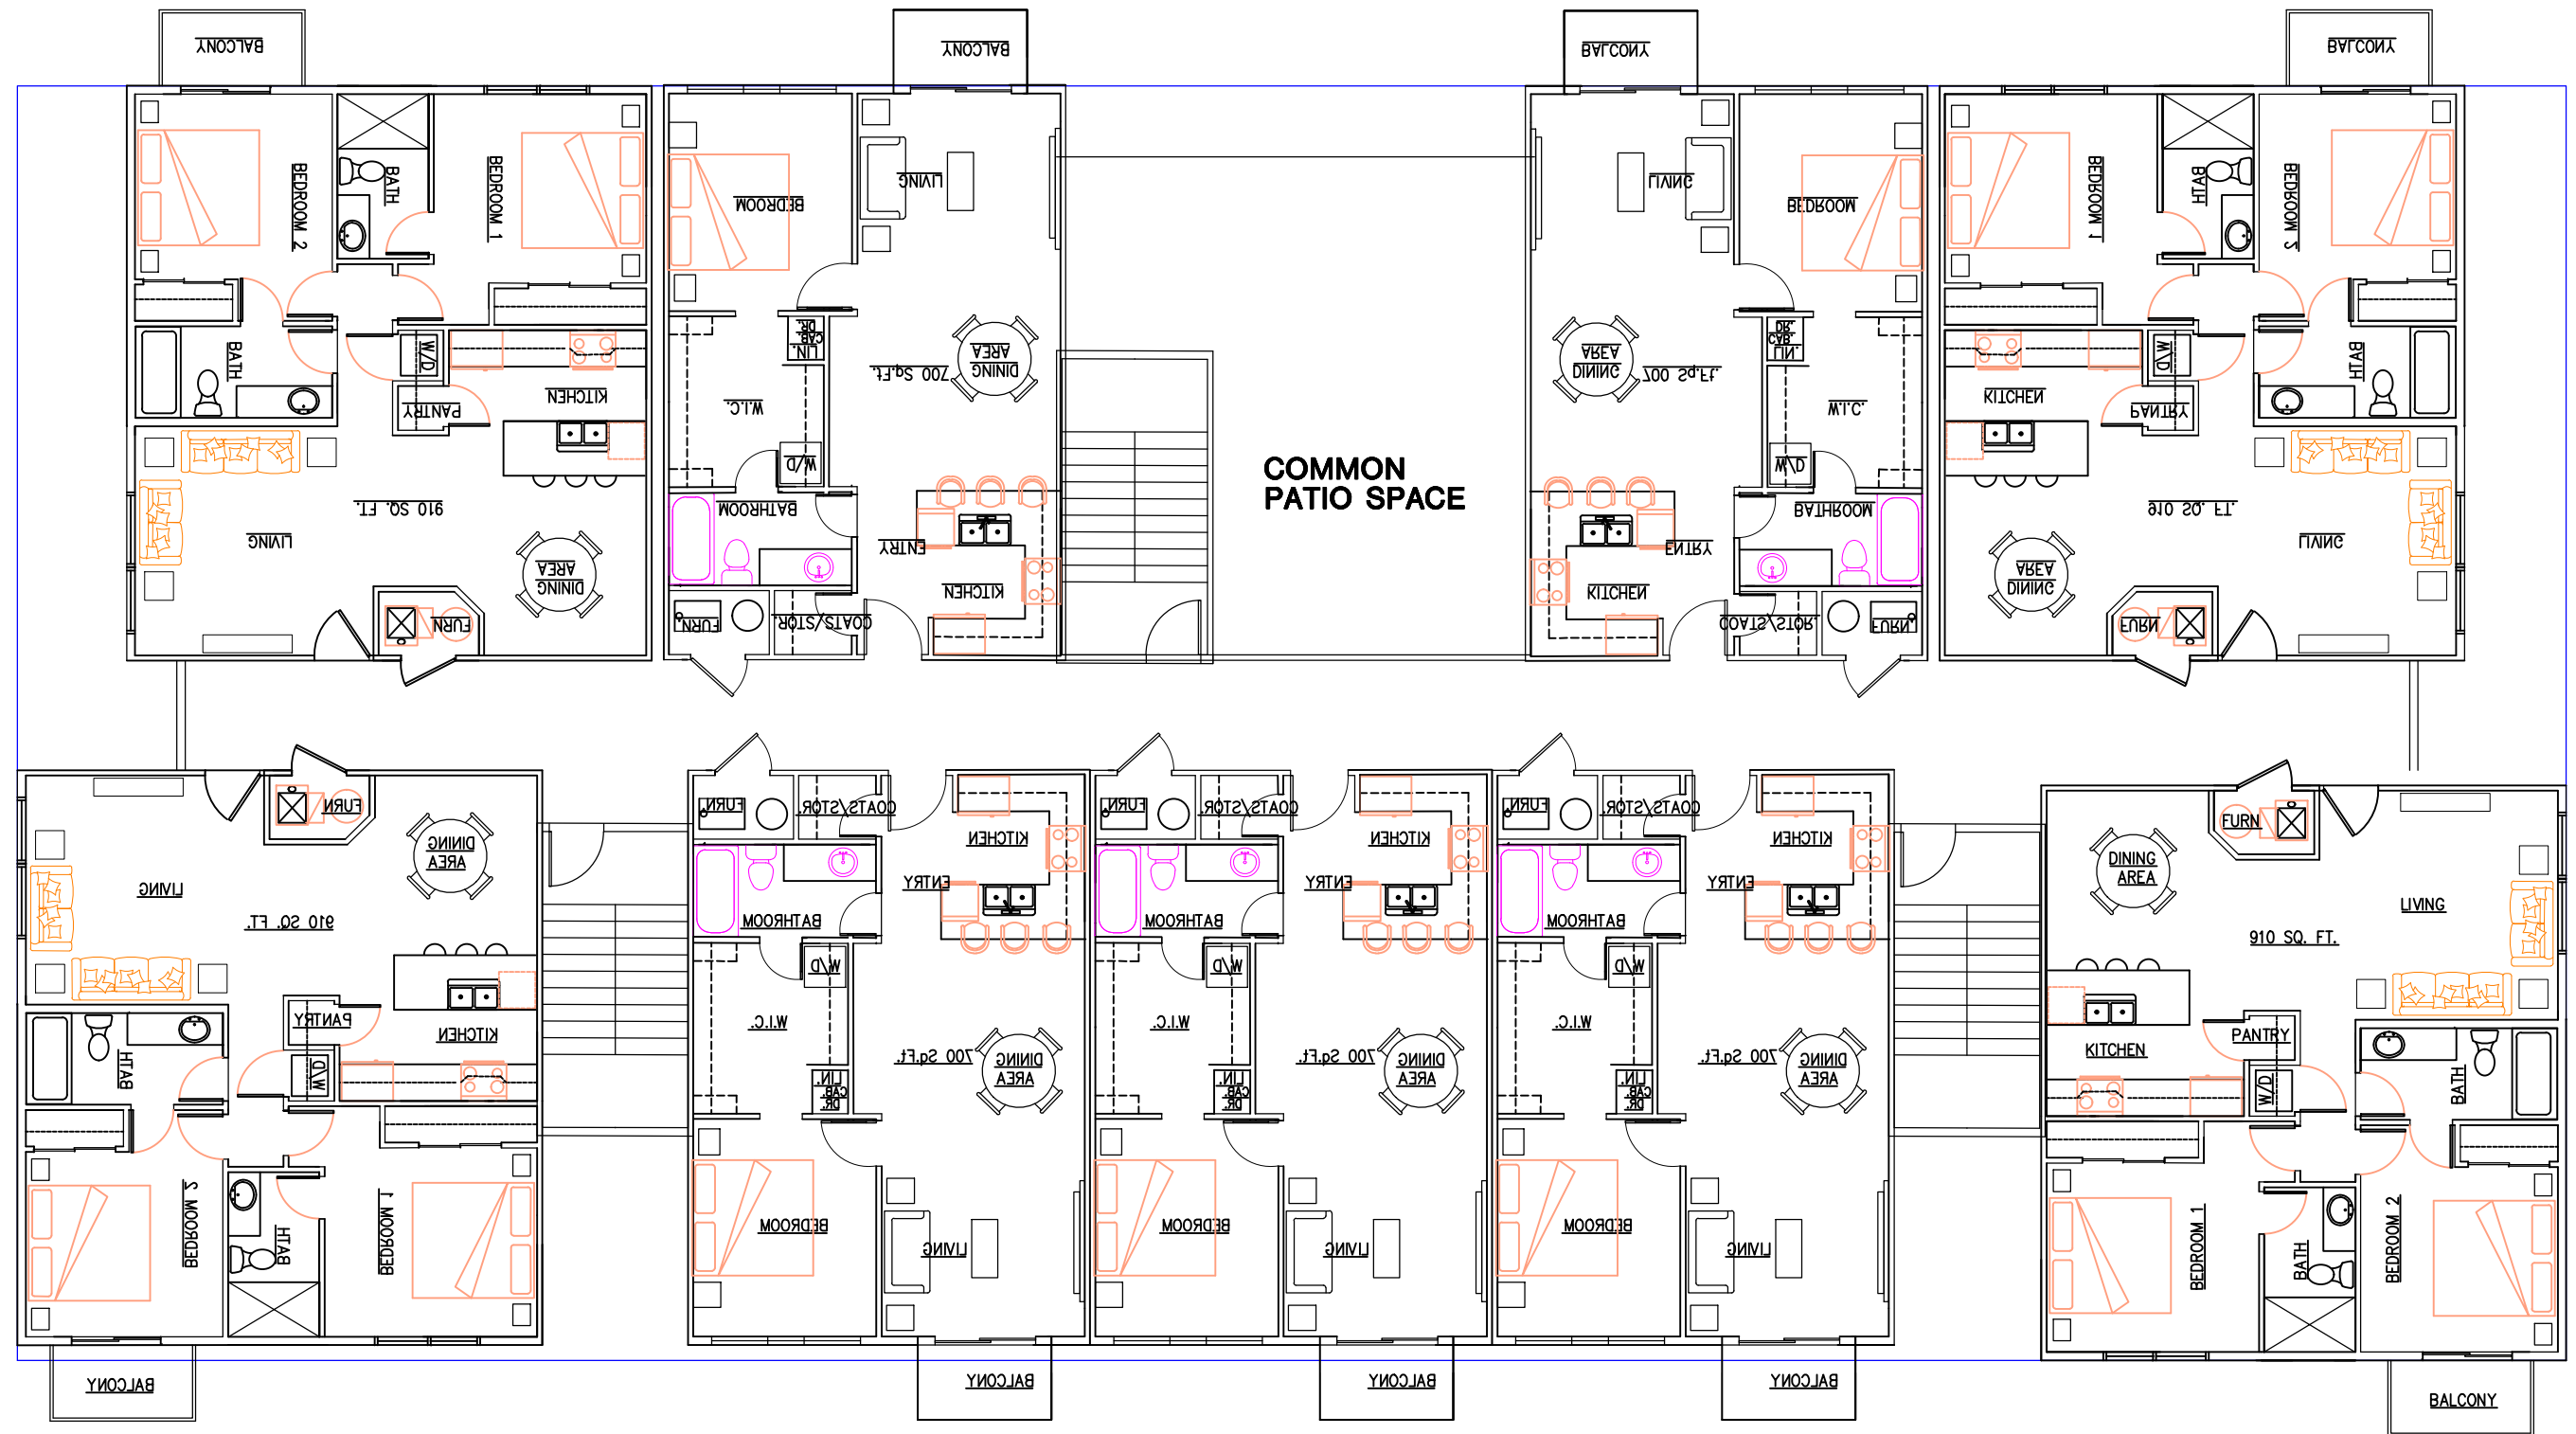 BALCONY
BALCONY
BALCONY
BALCONY
BEDROOM 2
BATH
BEDROOM 1
BEDROOM
LIVING
LIVING
BEDROOM
BEDROOM 1
BATH
BEDROOM 2
BATH
W/D
PANTRY
KITCHEN
LIN.
CAB.
DR.
W.I.C.
700 Sq.Ft.
DINING
AREA
DINING
AREA
700 Sq.Ft.
LIN.
CAB.
DR.
W.I.C.
KITCHEN
PANTRY
W/D
BATH
910 SQ. FT.
LIVING
DINING
AREA
FURN
W/D
BATHROOM
ENTRY
KITCHEN
FURN.
COATS/STOR.
COMMON
PATIO SPACE
W/D
BATHROOM
ENTRY
KITCHEN
COATS/STOR.
FURN.
910 SQ. FT.
LIVING
DINING
AREA
FURN
FURN
DINING
AREA
LIVING
910 SQ. FT.
PANTRY
KITCHEN
BATH
W/D
BEDROOM 2
BATH
BEDROOM 1
BALCONY
FURN.
COATS/STOR.
KITCHEN
ENTRY
BATHROOM
W/D
W.I.C.
700 Sq.Ft.
DINING
AREA
LIN.
CAB.
DR.
BEDROOM
LIVING
BALCONY
FURN.
COATS/STOR.
KITCHEN
ENTRY
BATHROOM
W/D
W.I.C.
700 Sq.Ft.
DINING
AREA
LIN.
CAB.
DR.
BEDROOM
LIVING
BALCONY
FURN.
COATS/STOR.
KITCHEN
ENTRY
BATHROOM
W/D
W.I.C.
700 Sq.Ft.
DINING
AREA
LIN.
CAB.
DR.
BEDROOM
LIVING
BALCONY
FURN
DINING
AREA
LIVING
910 SQ. FT.
PANTRY
KITCHEN
W/D
BATH
BEDROOM 1
BATH
BEDROOM 2
BALCONY